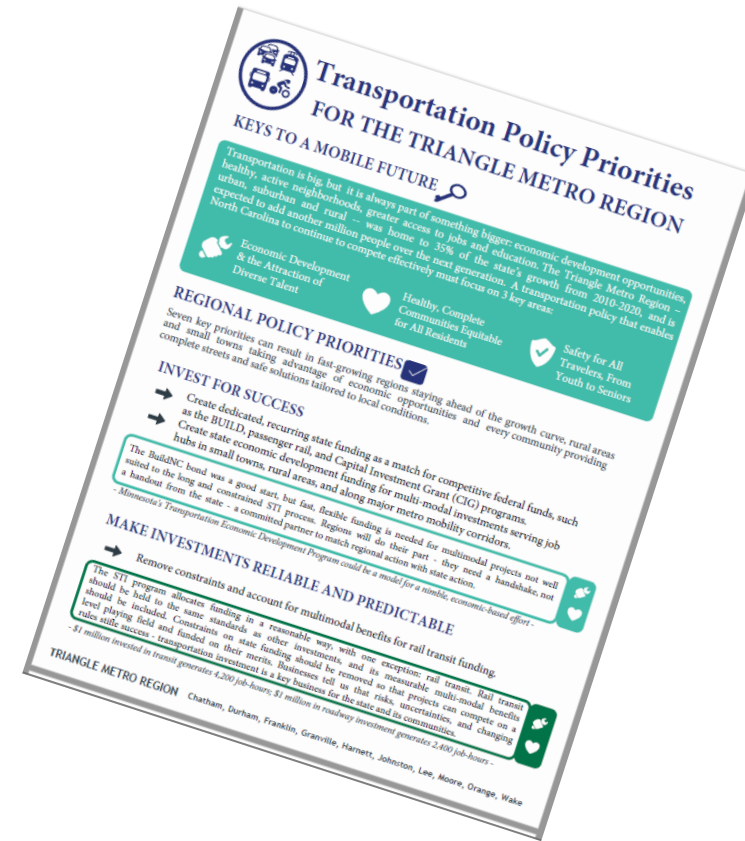 Transportation Policy Priorities
FOR THE TRIANGLE METRO REGION
KEYS TO A MOBILE FUTURE
Transportation is big, but it is always part of something bigger: economic development opportunities,
healthy, active neighborhoods, greater access to jobs and education. The Triangle Metro Region –
urban, suburban and rural -- was home to 35% of the state's growth from 2010-2020, and is
expected to add another million people over the next generation. A transportation policy that enables
North Carolina to continue to compete effectively must focus on 3 key areas:
Economic Development
& the Attraction of
Diverse Talent
Healthy, Complete
Communities Equitable
for All Residents
Safety for All
Travelers, From
Youth to Seniors
REGIONAL POLICY PRIORITIES
Seven key priorities can result in fast-growing regions staying ahead of the growth curve, rural areas
and small towns taking advantage of economic opportunities and every community providing
complete streets and safe solutions tailored to local conditions.
INVEST FOR SUCCESS
Create dedicated, recurring state funding as a match for competitive federal funds, such
as the BUILD, passenger rail, and Capital Investment Grant (CIG) programs.
Create state economic development funding for multi-modal investments serving job
hubs in small towns, rural areas, and along major metro mobility corridors.
The BuildNC bond was a good start, but fast, flexible funding is needed for multimodal projects not well
suited to the long and constrained STI process. Regions will do their part - they need a handshake, not
a handout from the state - a committed partner to match regional action with state action.
- Minnesota's Transportation Economic Development Program could be a model for a nimble, economic-based effort -
MAKE INVESTMENTS RELIABLE AND PREDICTABLE
Remove constraints and account for multimodal benefits for rail transit funding.
The STI program allocates funding in a reasonable way, with one exception: rail transit. Rail transit
should be held to the same standards as other investments, and its measurable multi-modal benefits
should be included. Constraints on state funding should be removed so that projects can compete on a
level playing field and funded on their merits. Businesses tell us that risks, uncertainties, and changing
rules stifle success - transportation investment is a key business for the state and its communities.
- $1 million invested in transit generates 4,200 job-hours; $1 million in roadway investment generates 2,400 job-hours -
TRIANGLE METRO REGION Chatham, Durham, Franklin, Granville, Harnett, Johnston, Lee, Moore, Orange, Wake